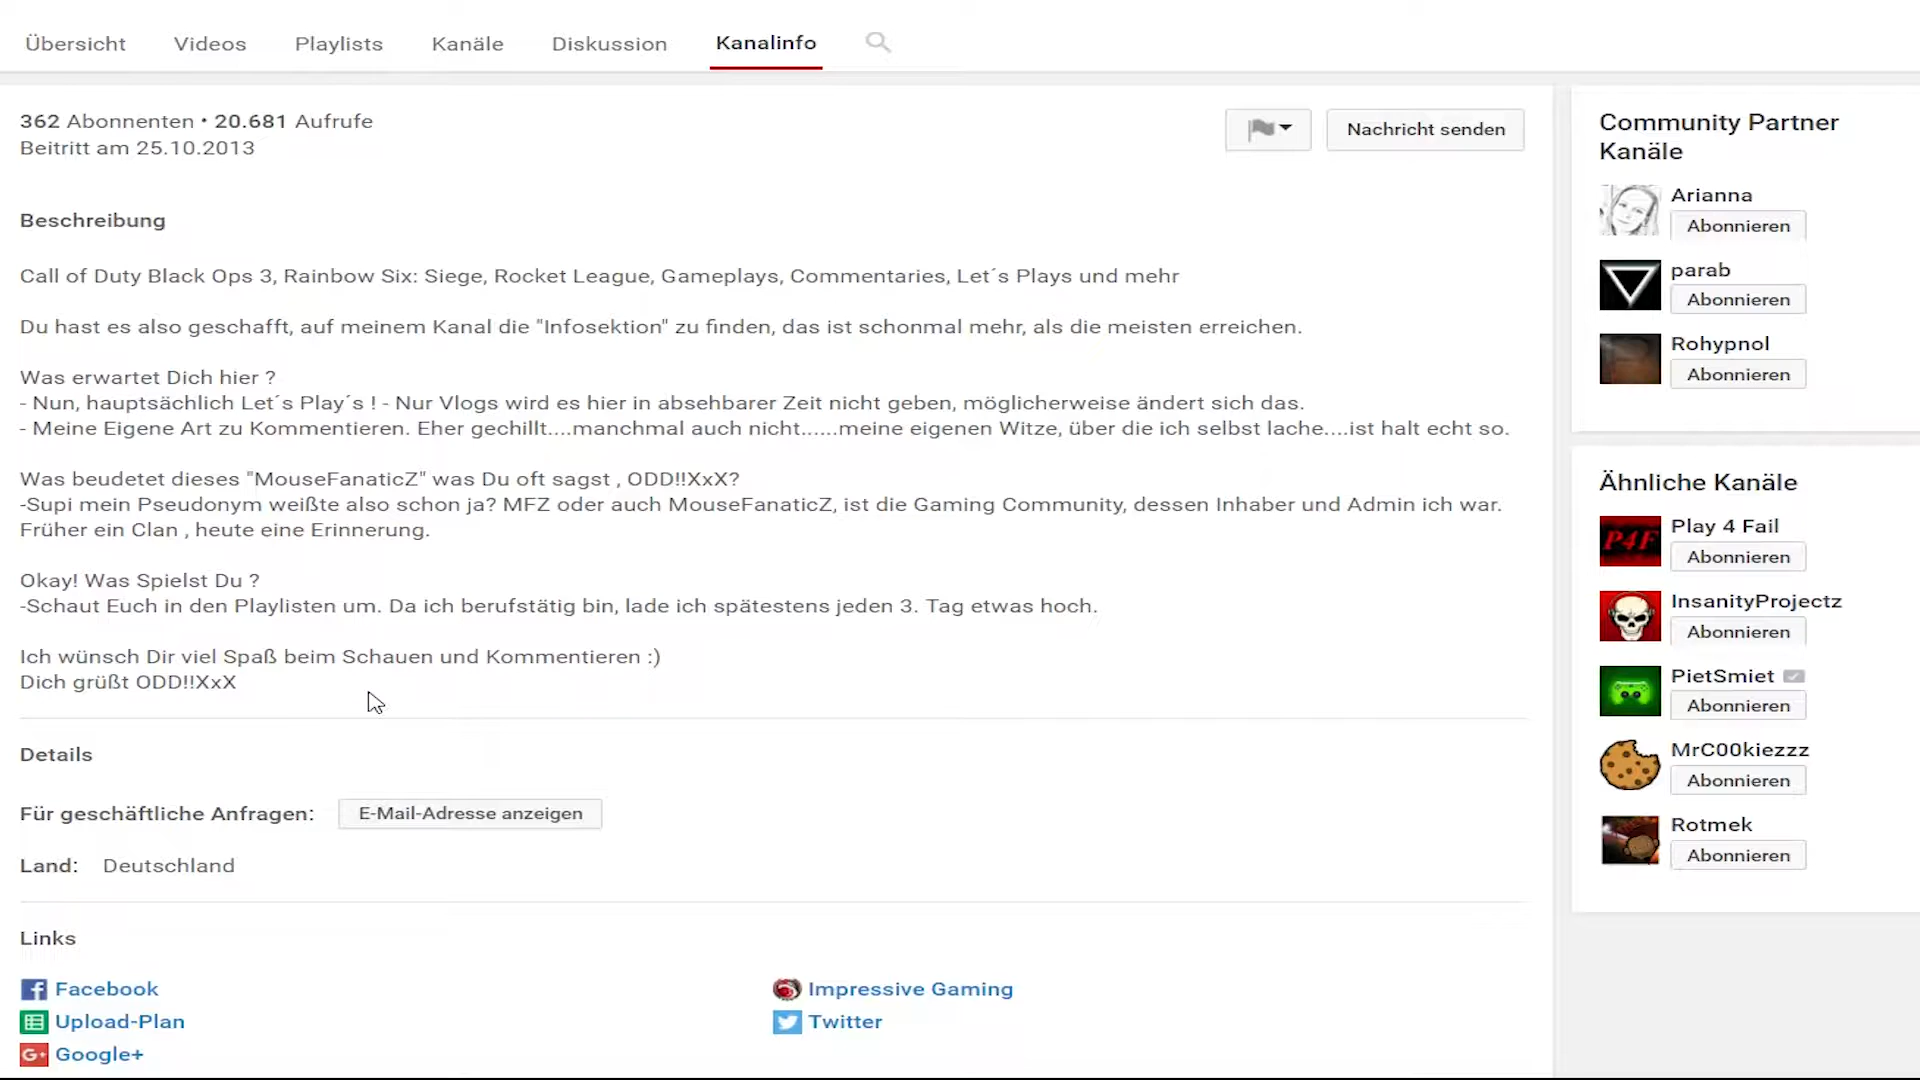 Übersicht Videos Playlists Kanäle Diskussion Kanalinfo
362 Abonnenten • 20.681 Aufrufe
Beitritt am 25.10.2013
Nachricht senden
Beschreibung
Call of Duty Black Ops 3, Rainbow Six: Siege, Rocket League, Gameplays, Commentaries, Let´s Plays und mehr
Du hast es also geschafft, auf meinem Kanal die "Infosektion" zu finden, das ist schonmal mehr, als die meisten erreichen.
Was erwartet Dich hier ?
- Nun, hauptsächlich Let´s Play´s ! - Nur Vlogs wird es hier in absehbarer Zeit nicht geben, möglicherweise ändert sich das.
- Meine Eigene Art zu Kommentieren. Eher gechillt....manchmal auch nicht......meine eigenen Witze, über die ich selbst lache....ist halt echt so.
Was beudetet dieses "MouseFanaticZ" was Du oft sagst , ODD!!XxX?
-Supi mein Pseudonym weißte also schon ja? MFZ oder auch MouseFanaticZ, ist die Gaming Community, dessen Inhaber und Admin ich war.
Früher ein Clan , heute eine Erinnerung.
Okay! Was Spielst Du ?
-Schaut Euch in den Playlisten um. Da ich berufstätig bin, lade ich spätestens jeden 3. Tag etwas hoch.
Ich wünsch Dir viel Spaß beim Schauen und Kommentieren :)
Dich grüßt ODD!!XxX
Details
Für geschäftliche Anfragen: E-Mail-Adresse anzeigen
Land: Deutschland
Links
Facebook
Upload-Plan
Google+
Impressive Gaming
Twitter
Community Partner
Kanäle
Arianna
Abonnieren
parab
Abonnieren
Rohypnol
Abonnieren
Ähnliche Kanäle
P4F
Play 4 Fail
Abonnieren
InsanityProjectz
Abonnieren
PietSmiet
Abonnieren
MrC00kiezzz
Abonnieren
Rotmek
Abonnieren